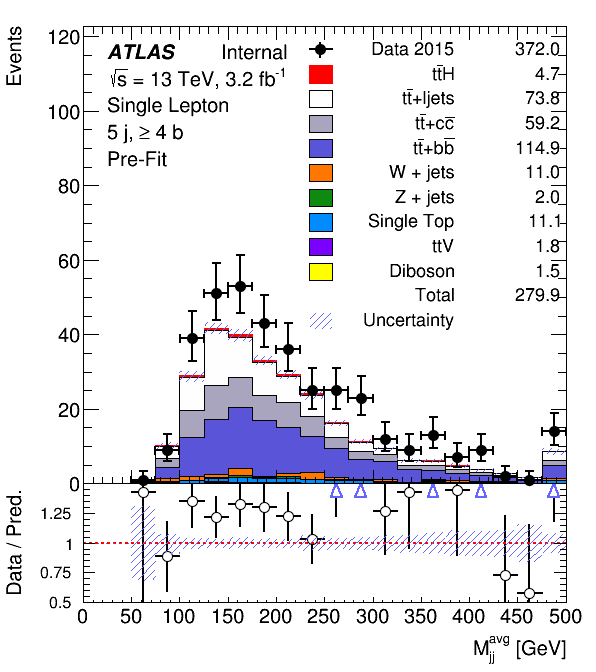 Events
120
100
80
60
40
20
0
ATLAS Internal
√s = 13 TeV, 3.2 fb-1
Single Lepton
5 j, ≥ 4 b
Pre-Fit
Data 2015 372.0
tt̄H 4.7
tt̄+ljets 73.8
tt̄+cc̄ 59.2
tt̄+bb̄ 114.9
W + jets 11.0
Z + jets 2.0
Single Top 11.1
ttV 1.8
Diboson 1.5
Total 279.9
Uncertainty
Data / Pred.
1.25
1
0.75
0.5
0 50 100 150 200 250 300 350 400 450 500
Mjjavg [GeV]